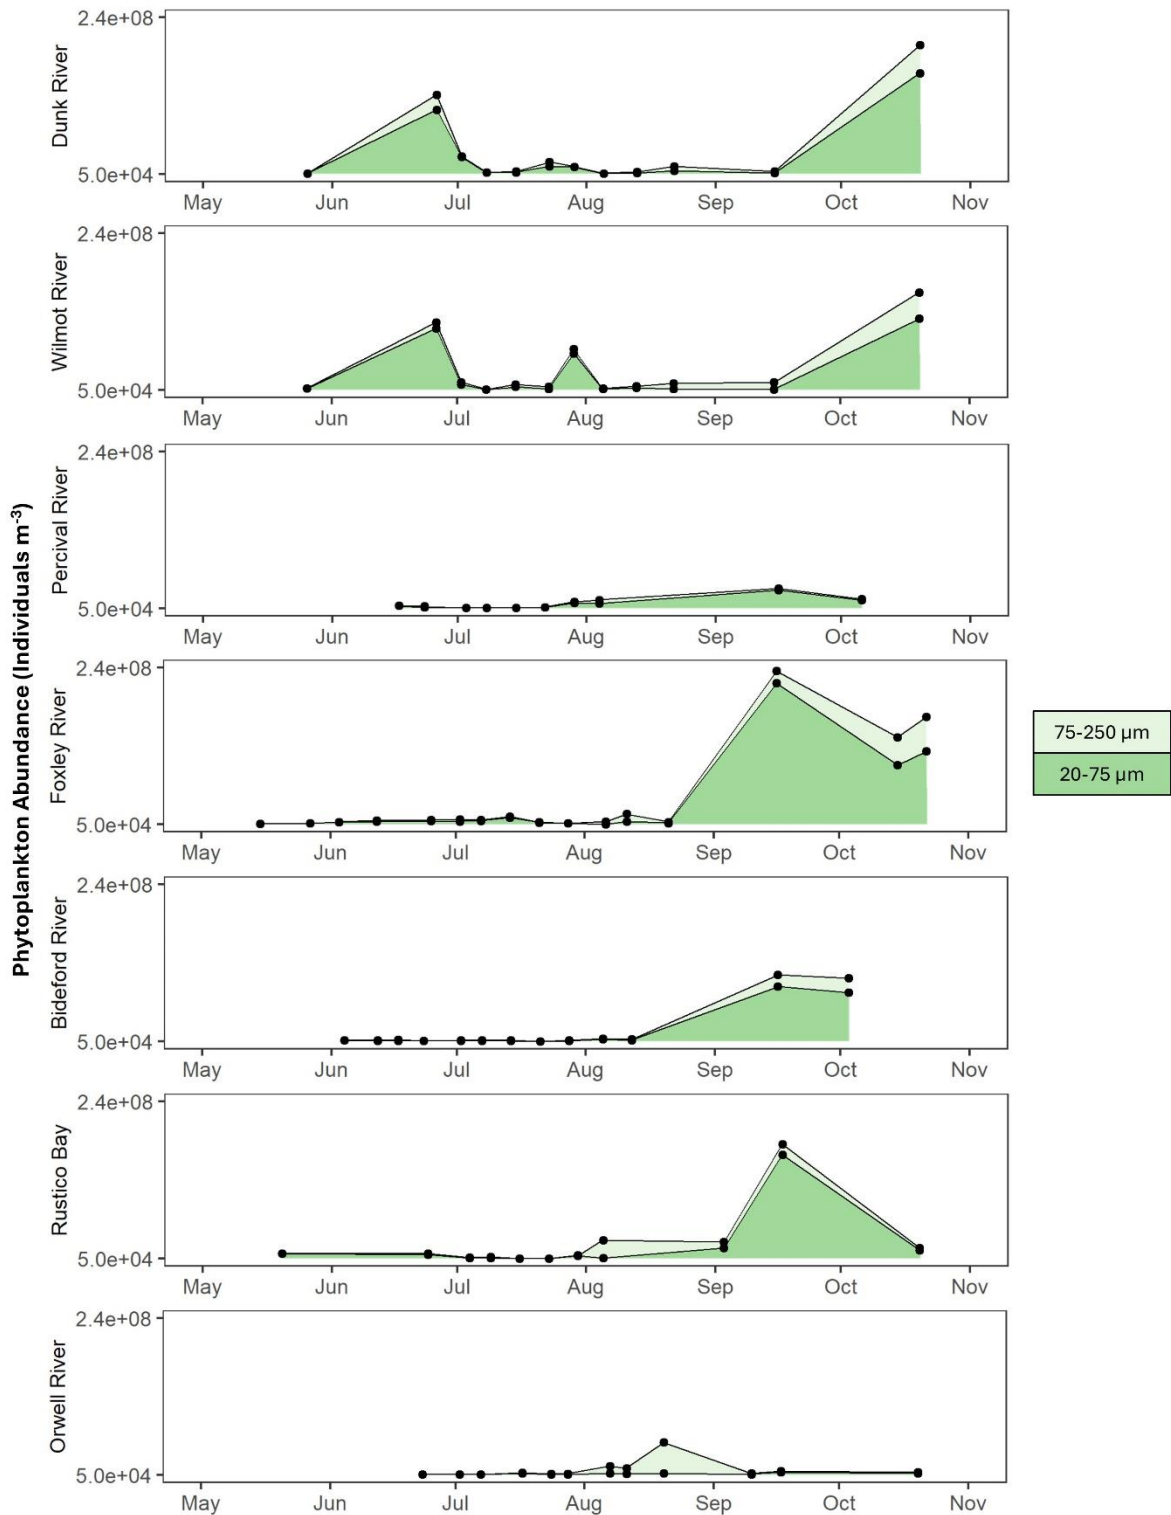 Phytoplankton Abundance (Individuals m-3)
Dunk River
2.4e+08
5.0e+04
May Jun Jul Aug Sep Oct Nov
Wilmot River
2.4e+08
5.0e+04
May Jun Jul Aug Sep Oct Nov
Percival River
2.4e+08
5.0e+04
May Jun Jul Aug Sep Oct Nov
Foxley River
2.4e+08
5.0e+04
May Jun Jul Aug Sep Oct Nov
75-250 µm
20-75 µm
Bideford River
2.4e+08
5.0e+04
May Jun Jul Aug Sep Oct Nov
Rustico Bay
2.4e+08
5.0e+04
May Jun Jul Aug Sep Oct Nov
Orwell River
2.4e+08
5.0e+04
May Jun Jul Aug Sep Oct Nov